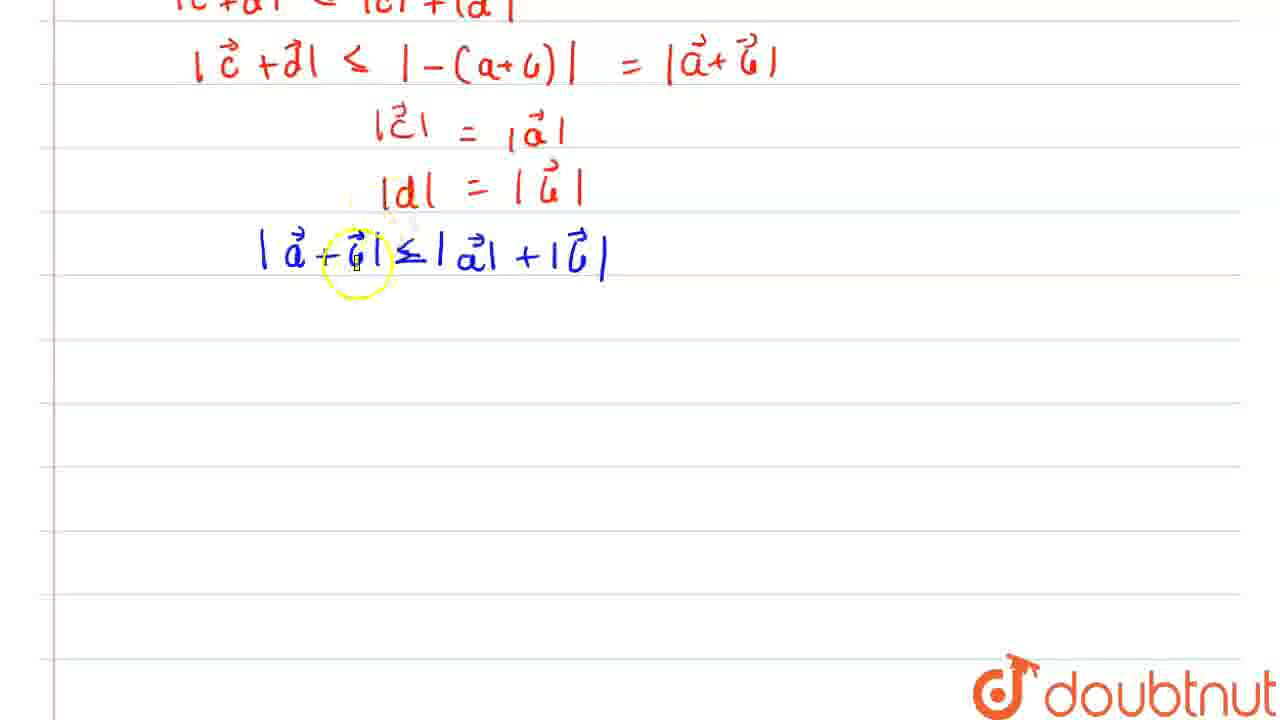 |c⃗ + d⃗| ≤ |c⃗| + |d⃗|
|c⃗ + d⃗| ≤ |-(a+b)| = |a⃗ + b⃗|
|c⃗| = |a⃗|
|d| = |b⃗|
|a⃗ + b⃗| ≤ |a⃗| + |b⃗|
doubtnut